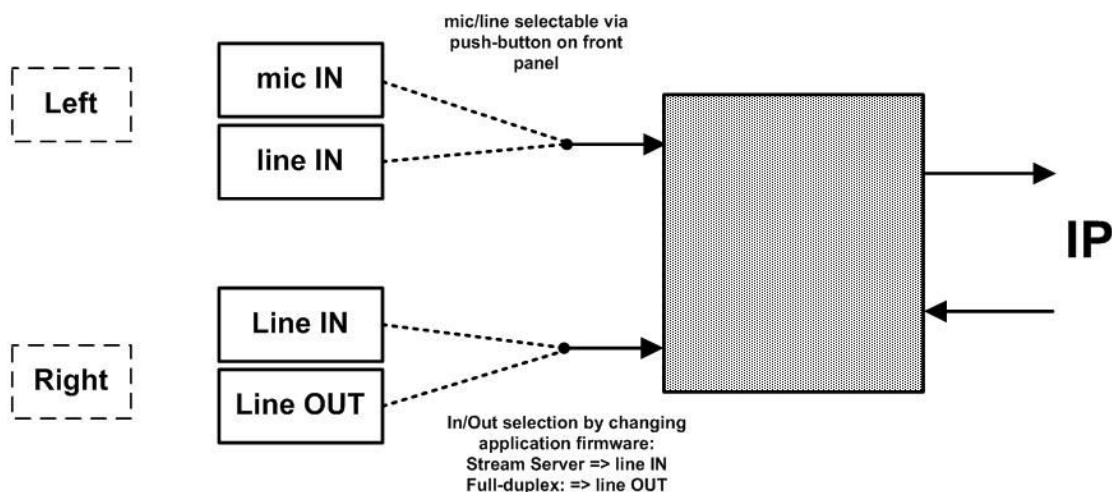 mic/line selectable via
push-button on front
panel
Left
mic IN
line IN
IP
Right
Line IN
Line OUT
In/Out selection by changing
application firmware:
Stream Server => line IN
Full-duplex: => line OUT